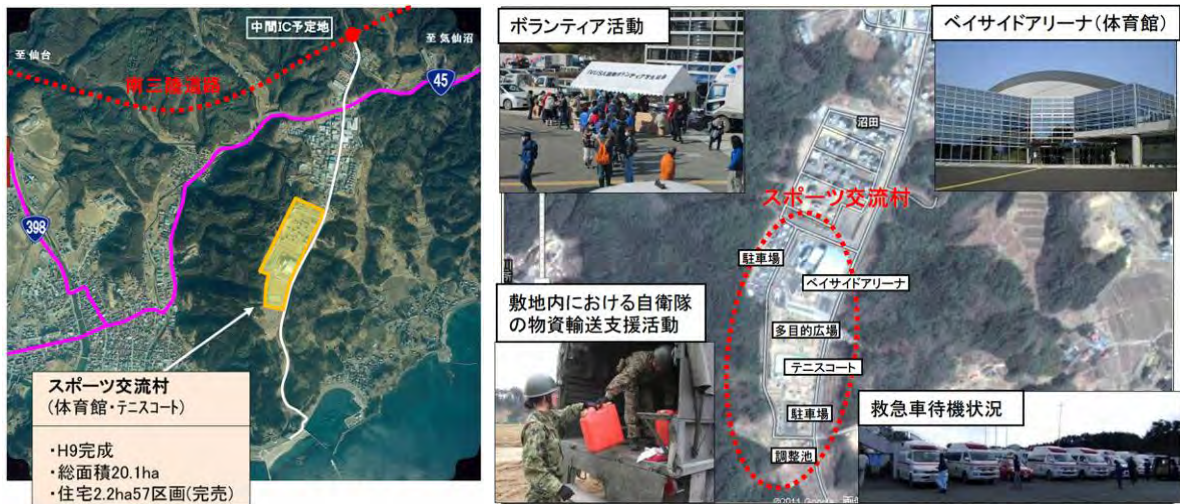 中間IC予定地
至 仙台
至 気仙沼
南三陸道路
45
398
スポーツ交流村
(体育館・テニスコート)
・H9完成
・総面積20.1ha
・住宅2.2ha57区画(完売)
ボランティア活動
ベイサイドアリーナ(体育館)
沼田
スポーツ交流村
駐車場
ベイサイドアリーナ
敷地内における自衛隊
の物資輸送支援活動
多目的広場
テニスコート
駐車場
救急車待機状況
調整池
©2011 Google